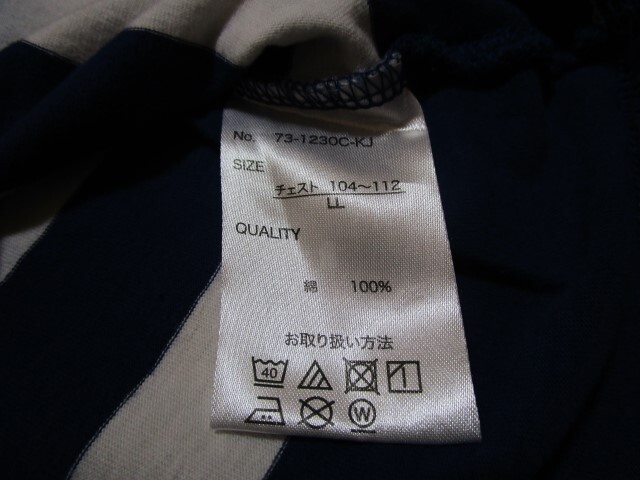 No. 73-1230C-KJ
SIZE
チェスト 104～112
LL
QUALITY
綿 100%
お取り扱い方法
40
W